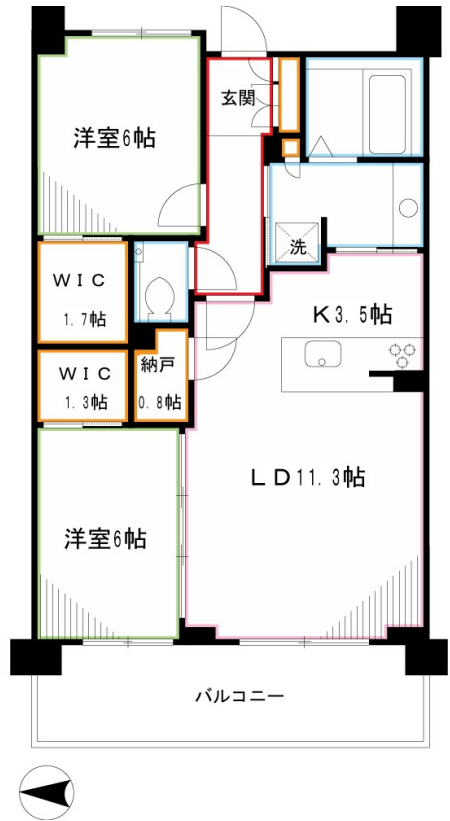 玄関
洋室6帖
洗
WIC
1.7帖
K3.5帖
納戸
0.8帖
WIC
1.3帖
LD11.3帖
洋室6帖
バルコニー